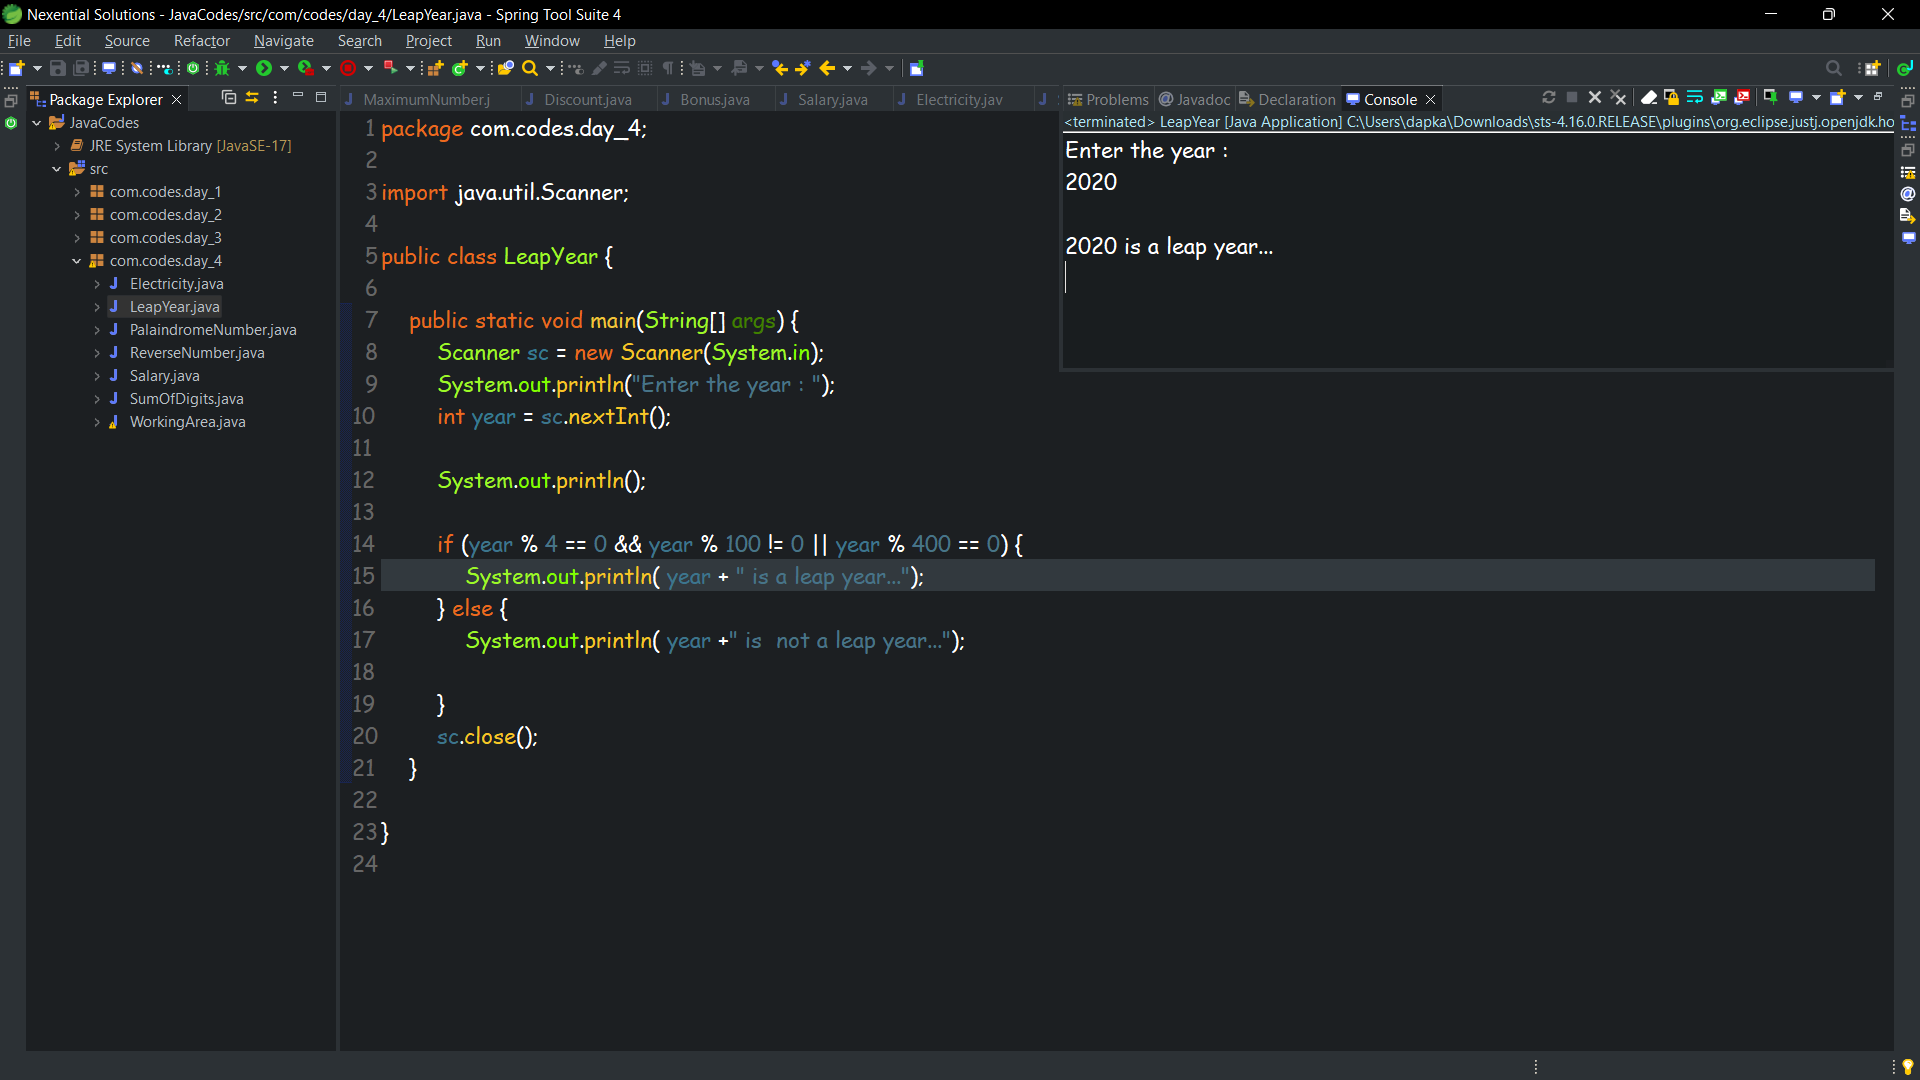 Nexential Solutions - JavaCodes/src/com/codes/day_4/LeapYear.java - Spring Tool Suite 4
File Edit Source Refactor Navigate Search Project Run Window Help
Package Explorer
JavaCodes
JRE System Library [JavaSE-17]
src
com.codes.day_1
com.codes.day_2
com.codes.day_3
com.codes.day_4
Electricity.java
LeapYear.java
PalaindromeNumber.java
ReverseNumber.java
Salary.java
SumOfDigits.java
WorkingArea.java
MaximumNumber.j Discount.java Bonus.java Salary.java Electricity.jav
1 package com.codes.day_4;
2
3 import java.util.Scanner;
4
5 public class LeapYear {
6
7 public static void main(String[] args) {
8 Scanner sc = new Scanner(System.in);
9 System.out.println("Enter the year : ");
10 int year = sc.nextInt();
11
12 System.out.println();
13
14 if (year % 4 == 0 && year % 100 != 0 || year % 400 == 0) {
15 System.out.println( year + " is a leap year...");
16 } else {
17 System.out.println( year +" is  not a leap year...");
18
19 }
20 sc.close();
21 }
22
23 }
24
Problems Javadoc Declaration Console
<terminated> LeapYear [Java Application] C:\Users\dapka\Downloads\sts-4.16.0.RELEASE\plugins\org.eclipse.justj.openjdk.ho
Enter the year :
2020
2020 is a leap year...